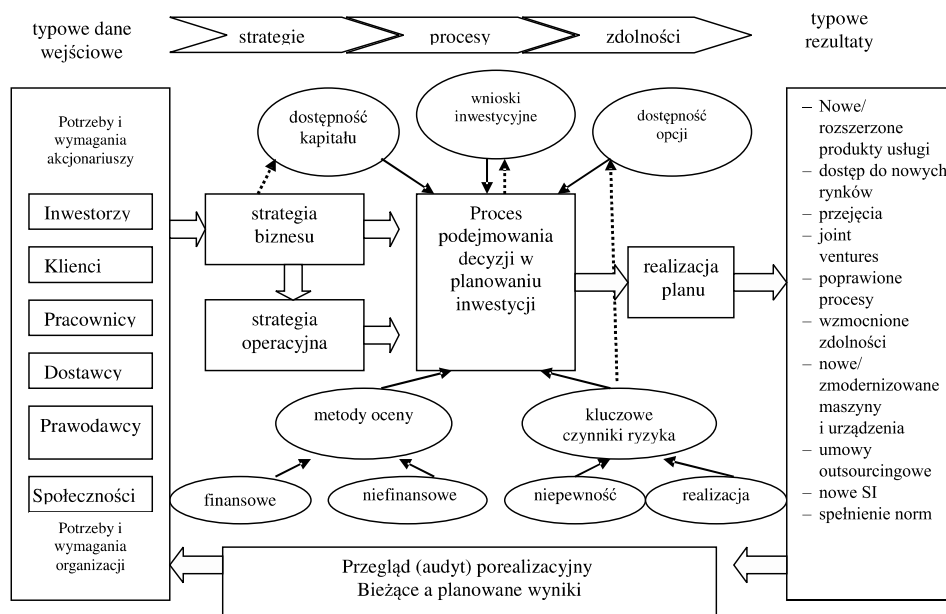 typowe dane
wejściowe
strategie
procesy
zdolności
typowe
rezultaty
Potrzeby i
wymagania
akcjonariuszy
Inwestorzy
Klienci
Pracownicy
Dostawcy
Prawodawcy
Społeczności
Potrzeby i
wymagania
organizacji
dostępność
kapitału
wnioski
inwestycyjne
dostępność
opcji
strategia
biznesu
strategia
operacyjna
Proces
podejmowania
decyzji w
planowaniu
inwestycji
realizacja
planu
metody oceny
kluczowe
czynniki ryzyka
finansowe
niefinansowe
niepewność
realizacja
– Nowe/
rozszerzone
produkty usługi
– dostęp do nowych
rynków
– przejęcia
– joint
ventures
– poprawione
procesy
– wzmocnione
zdolności
– nowe/
zmodernizowane
maszyny
i urządzenia
– umowy
outsourcingowe
– nowe SI
– spełnienie norm
Przegląd (audyt) porealizacyjny
Bieżące a planowane wyniki